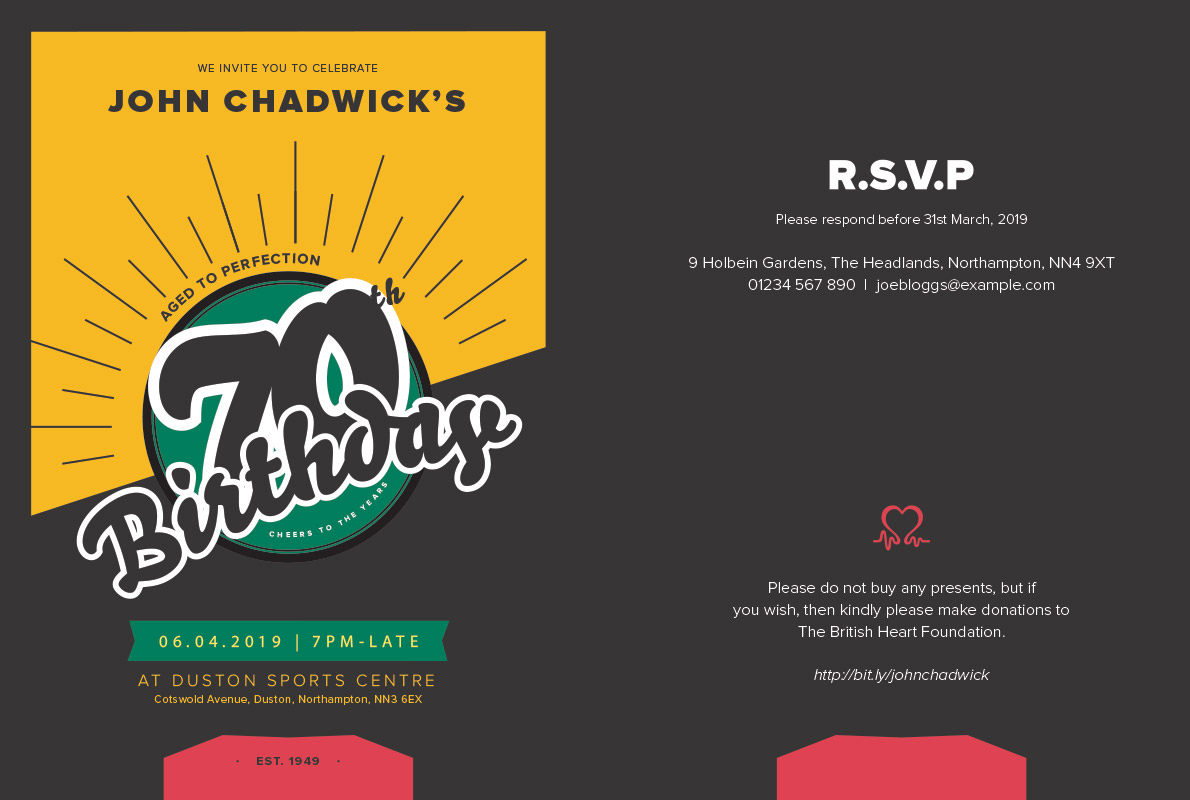 WE INVITE YOU TO CELEBRATE
JOHN CHADWICK'S
AGED TO PERFECTION
70th
Birthday
CHEERS TO THE YEARS
06.04.2019 | 7PM-LATE
AT DUSTON SPORTS CENTRE
Cotswold Avenue, Duston, Northampton, NN3 6EX
· EST. 1949 ·
R.S.V.P
Please respond before 31st March, 2019
9 Holbein Gardens, The Headlands, Northampton, NN4 9XT
01234 567 890 | joebloggs@example.com
Please do not buy any presents, but if
you wish, then kindly please make donations to
The British Heart Foundation.
http://bit.ly/johnchadwick